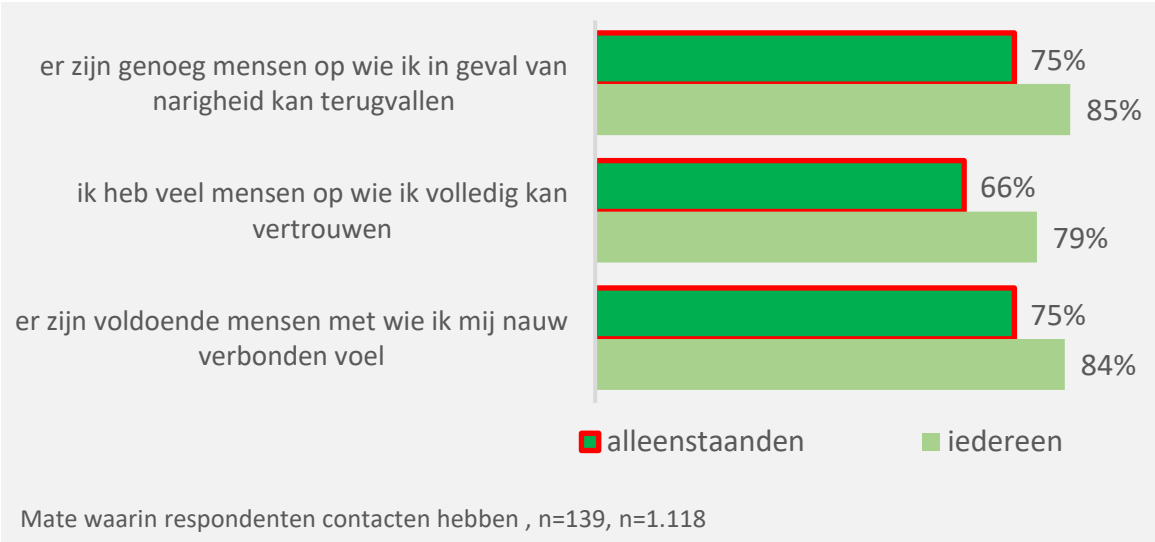 er zijn genoeg mensen op wie ik in geval van
narigheid kan terugvallen
75%
85%
ik heb veel mensen op wie ik volledig kan
vertrouwen
66%
79%
er zijn voldoende mensen met wie ik mij nauw
verbonden voel
75%
84%
alleenstaanden
iedereen
Mate waarin respondenten contacten hebben , n=139, n=1.118